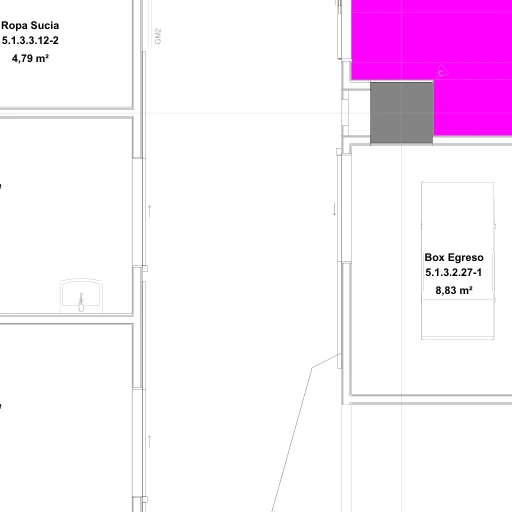 Ropa Sucia
5.1.3.3.12-2
4,79 m²
GM2
C
Box Egreso
5.1.3.2.27-1
8,83 m²